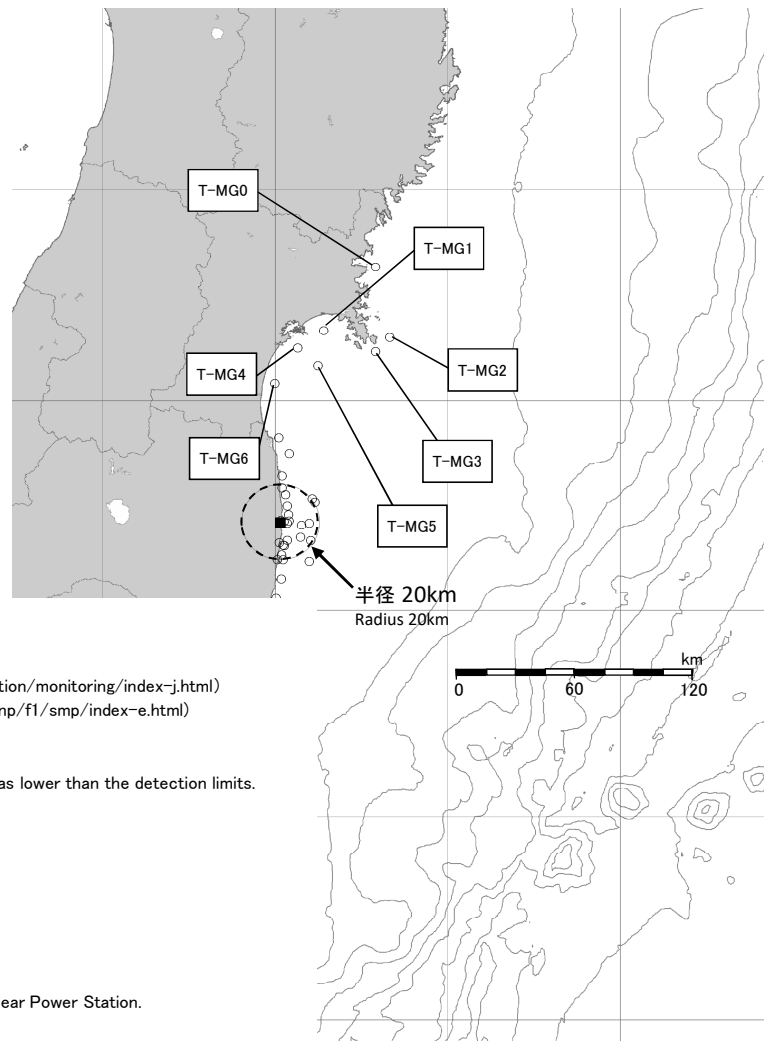 T-MG0
T-MG1
T-MG4
T-MG2
T-MG6
T-MG3
T-MG5
半径 20km
Radius 20km
km
0 60 120
tion/monitoring/index-j.html)
np/f1/smp/index-e.html)
as lower than the detection limits.
ear Power Station.